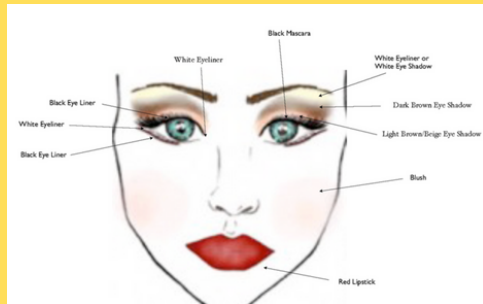 Black Mascara
White Eyeliner
White Eyeliner or
White Eye Shadow
Black Eye Liner
Dark Brown Eye Shadow
White Eyeliner
Light Brown/Beige Eye Shadow
Black Eye Liner
Blush
Red Lipstick